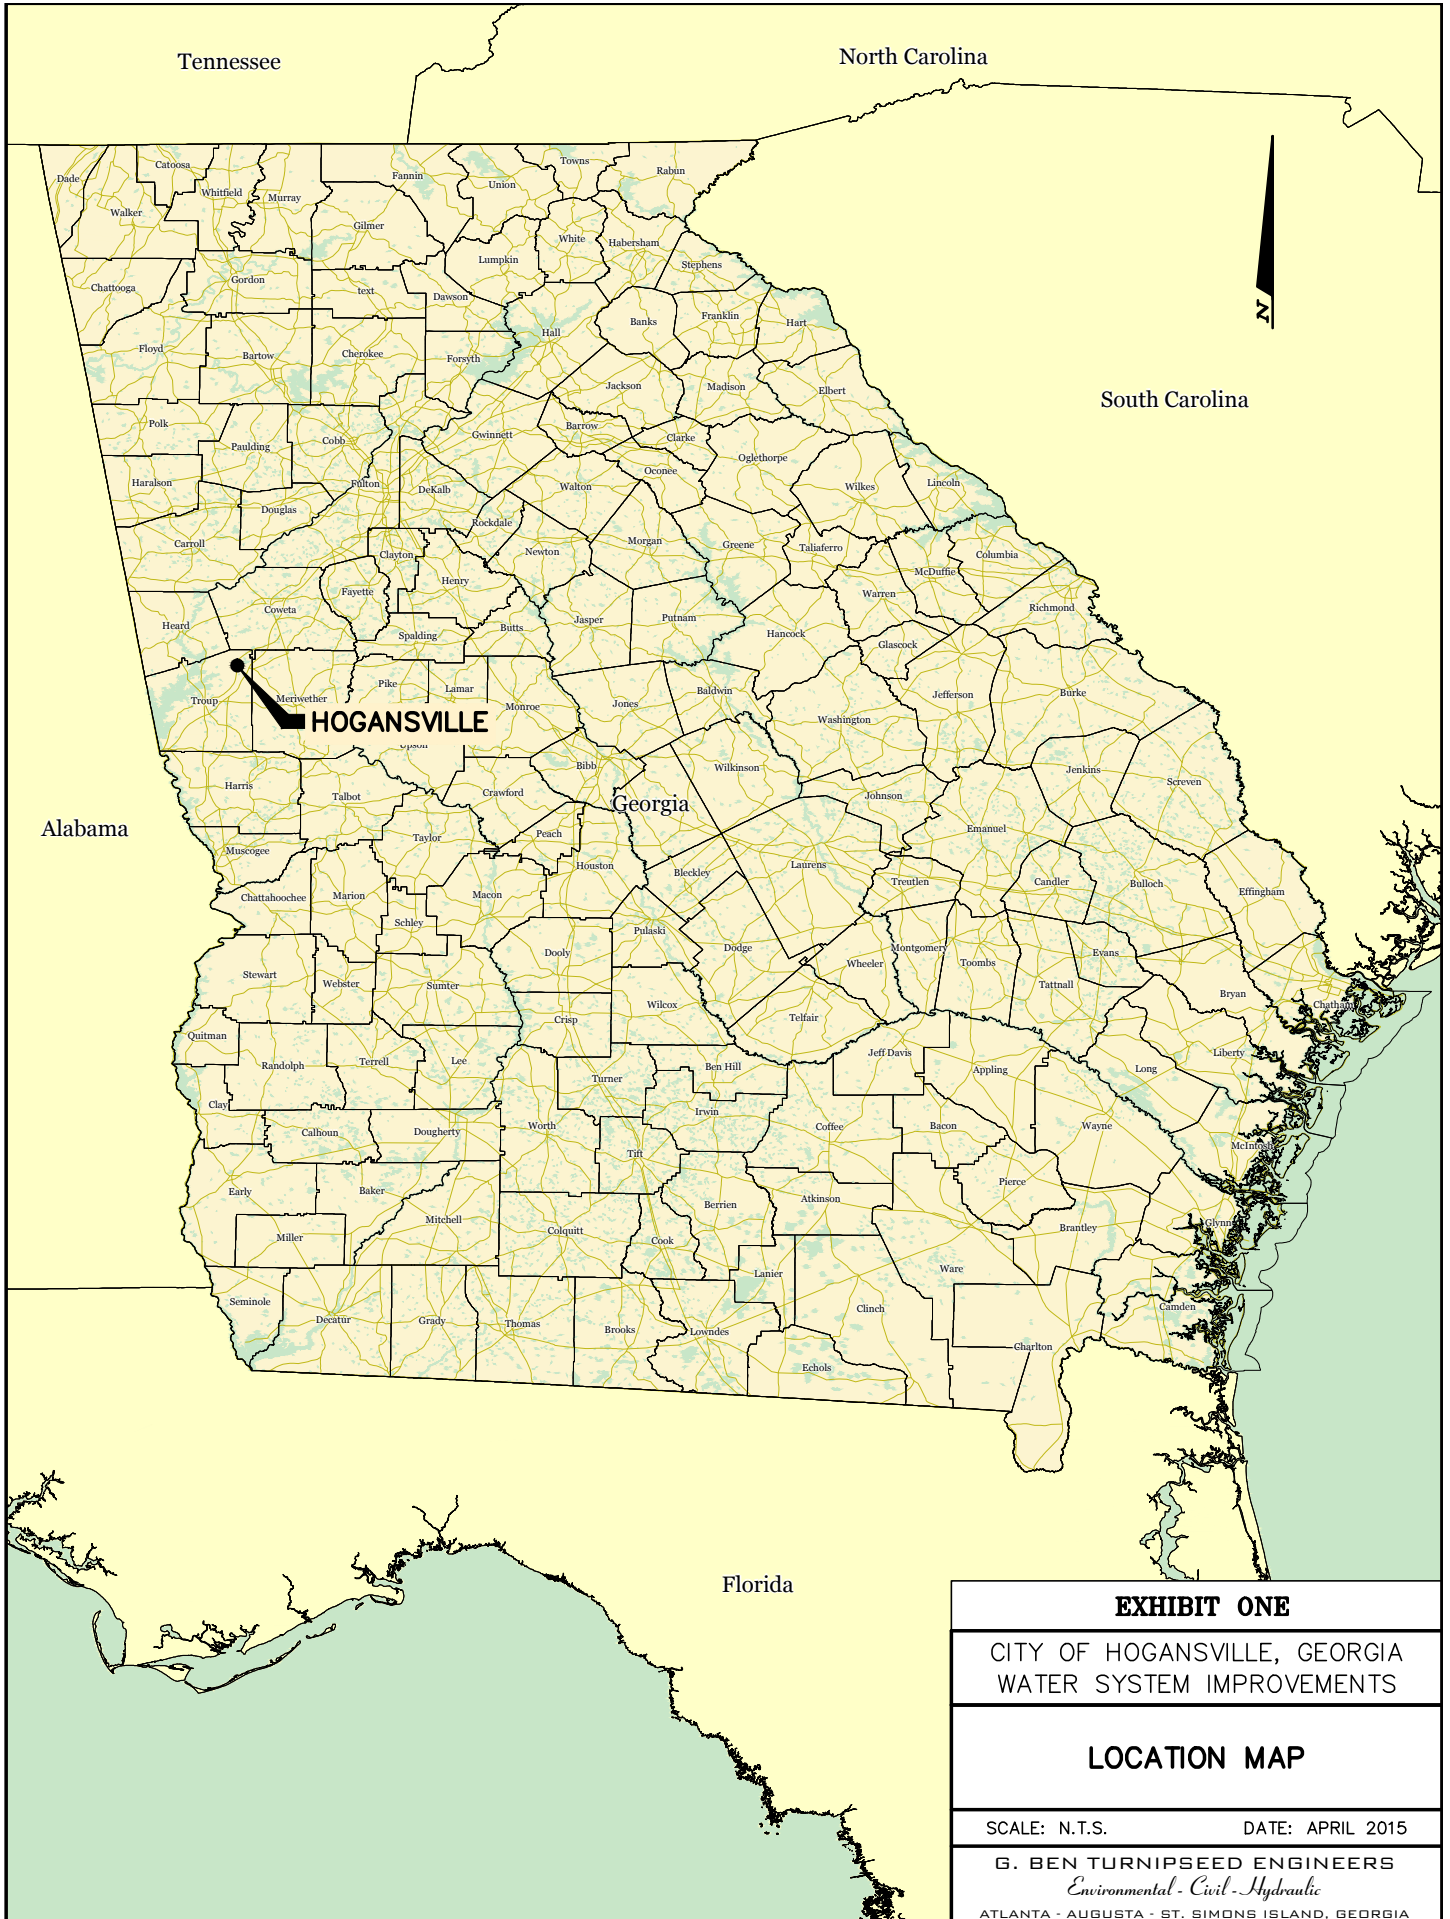 Tennessee
North Carolina
Dade
Catoosa
Whitfield
Walker
Murray
Fannin
Union
Towns
Rabun
Gilmer
White
Habersham
Lumpkin
Stephens
Chattooga
Gordon
text
Dawson
Hall
Banks
Franklin
Hart
N
Floyd
Bartow
Cherokee
Forsyth
Jackson
Madison
Elbert
South Carolina
Polk
Paulding
Cobb
Gwinnett
Barrow
Clarke
Oglethorpe
Haralson
Fulton
DeKalb
Walton
Oconee
Wilkes
Lincoln
Douglas
Rockdale
Carroll
Clayton
Newton
Morgan
Greene
Taliaferro
Columbia
McDuffie
Fayette
Henry
Warren
Coweta
Heard
Spalding
Butts
Jasper
Putnam
Hancock
Richmond
Glascock
Troup
Meriwether
Pike
Lamar
Monroe
Jones
Baldwin
Washington
Jefferson
Burke
HOGANSVILLE
Upson
Bibb
Wilkinson
Jenkins
Screven
Harris
Talbot
Crawford
Georgia
Johnson
Alabama
Muscogee
Taylor
Peach
Houston
Bleckley
Laurens
Emanuel
Treutlen
Candler
Bulloch
Effingham
Chattahoochee
Marion
Macon
Schley
Pulaski
Dooly
Dodge
Wheeler
Montgomery
Toombs
Evans
Stewart
Webster
Sumter
Tattnall
Bryan
Chatham
Wilcox
Crisp
Telfair
Quitman
Randolph
Terrell
Lee
Ben Hill
Jeff Davis
Appling
Long
Liberty
Turner
Clay
Calhoun
Dougherty
Worth
Irwin
Coffee
Bacon
Wayne
McIntosh
Tift
Early
Baker
Mitchell
Colquitt
Berrien
Atkinson
Pierce
Brantley
Glynn
Miller
Cook
Lanier
Ware
Seminole
Decatur
Grady
Thomas
Brooks
Lowndes
Clinch
Camden
Echols
Charlton
Florida
EXHIBIT ONE
CITY OF HOGANSVILLE, GEORGIA
WATER SYSTEM IMPROVEMENTS
LOCATION MAP
SCALE: N.T.S. DATE: APRIL 2015
G. BEN TURNIPSEED ENGINEERS
Environmental - Civil - Hydraulic
ATLANTA - AUGUSTA - ST. SIMONS ISLAND, GEORGIA